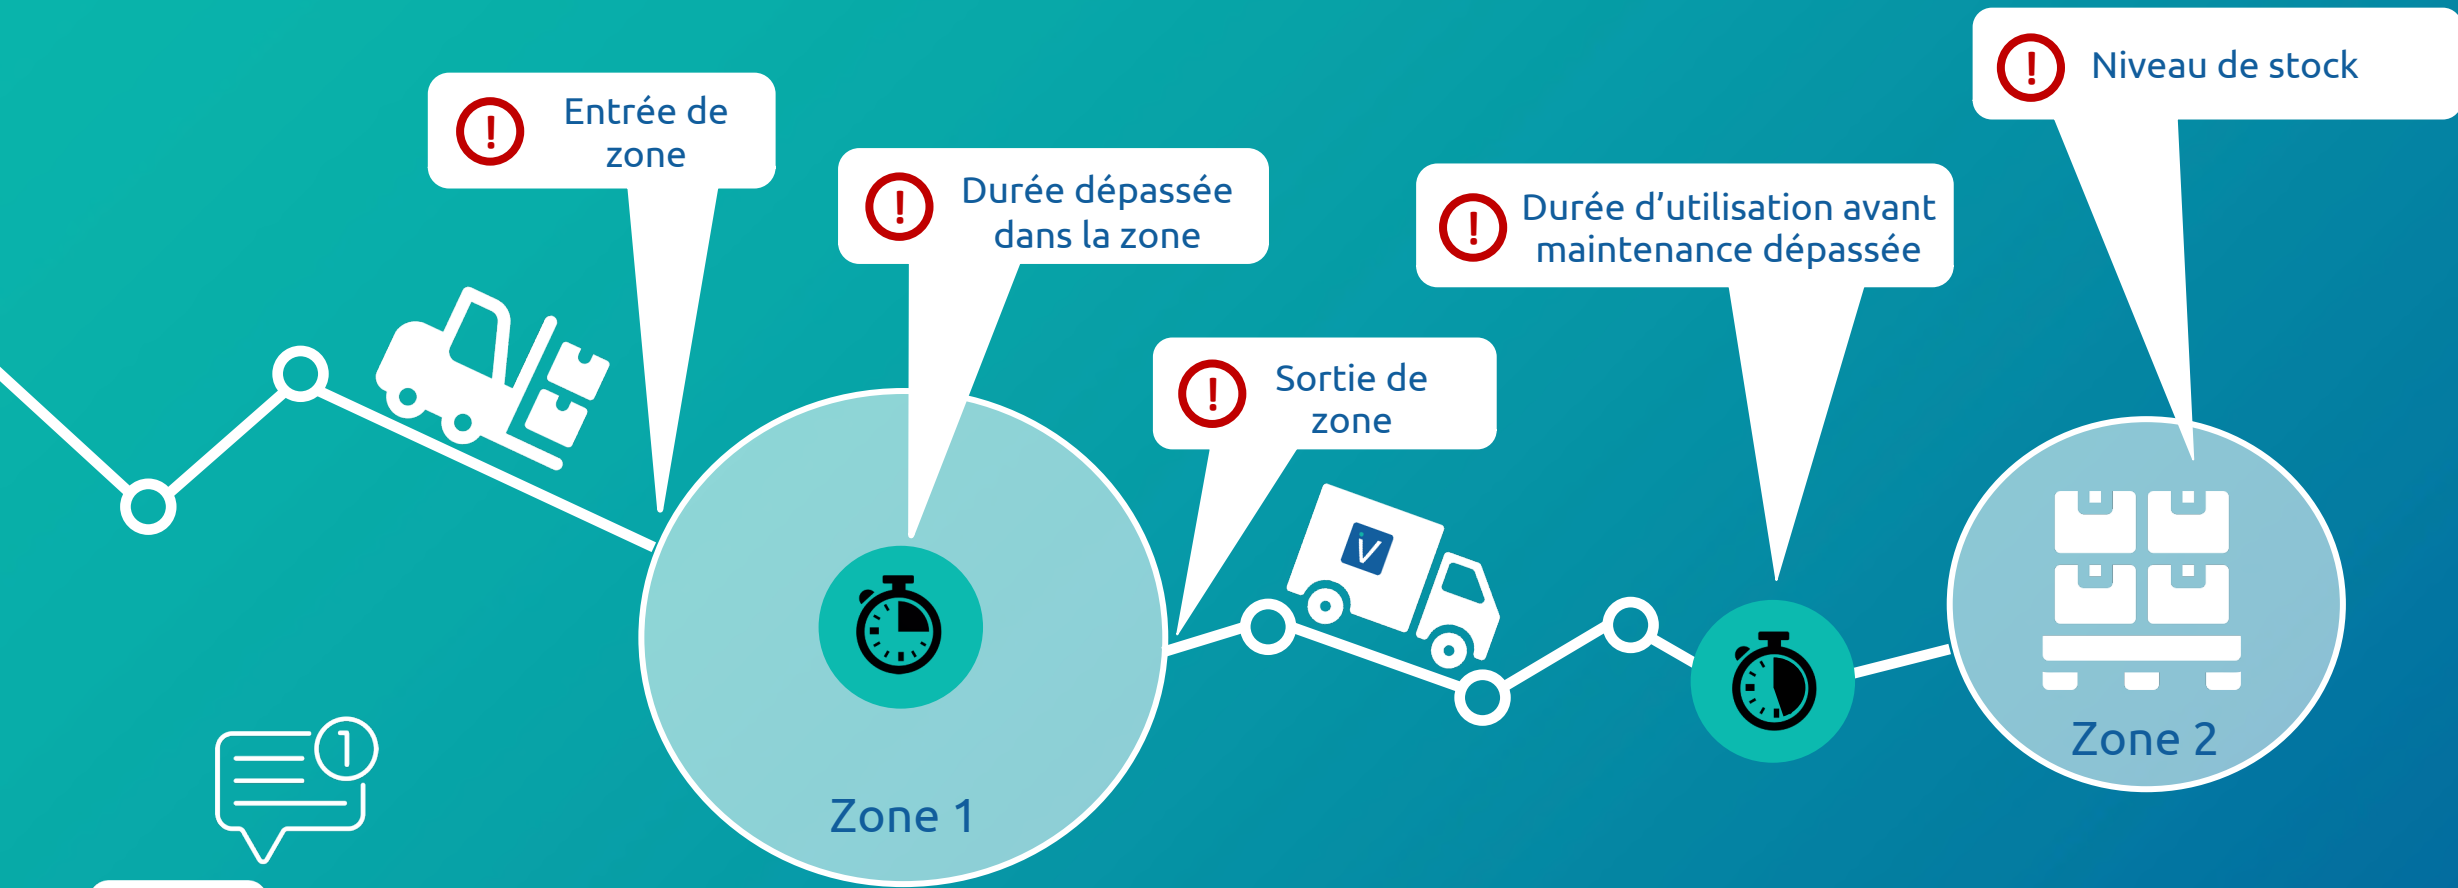 Niveau de stock
Entrée de
zone
Durée dépassée
dans la zone
Durée d’utilisation avant
maintenance dépassée
Sortie de
zone
V
Zone 2
1
Zone 1